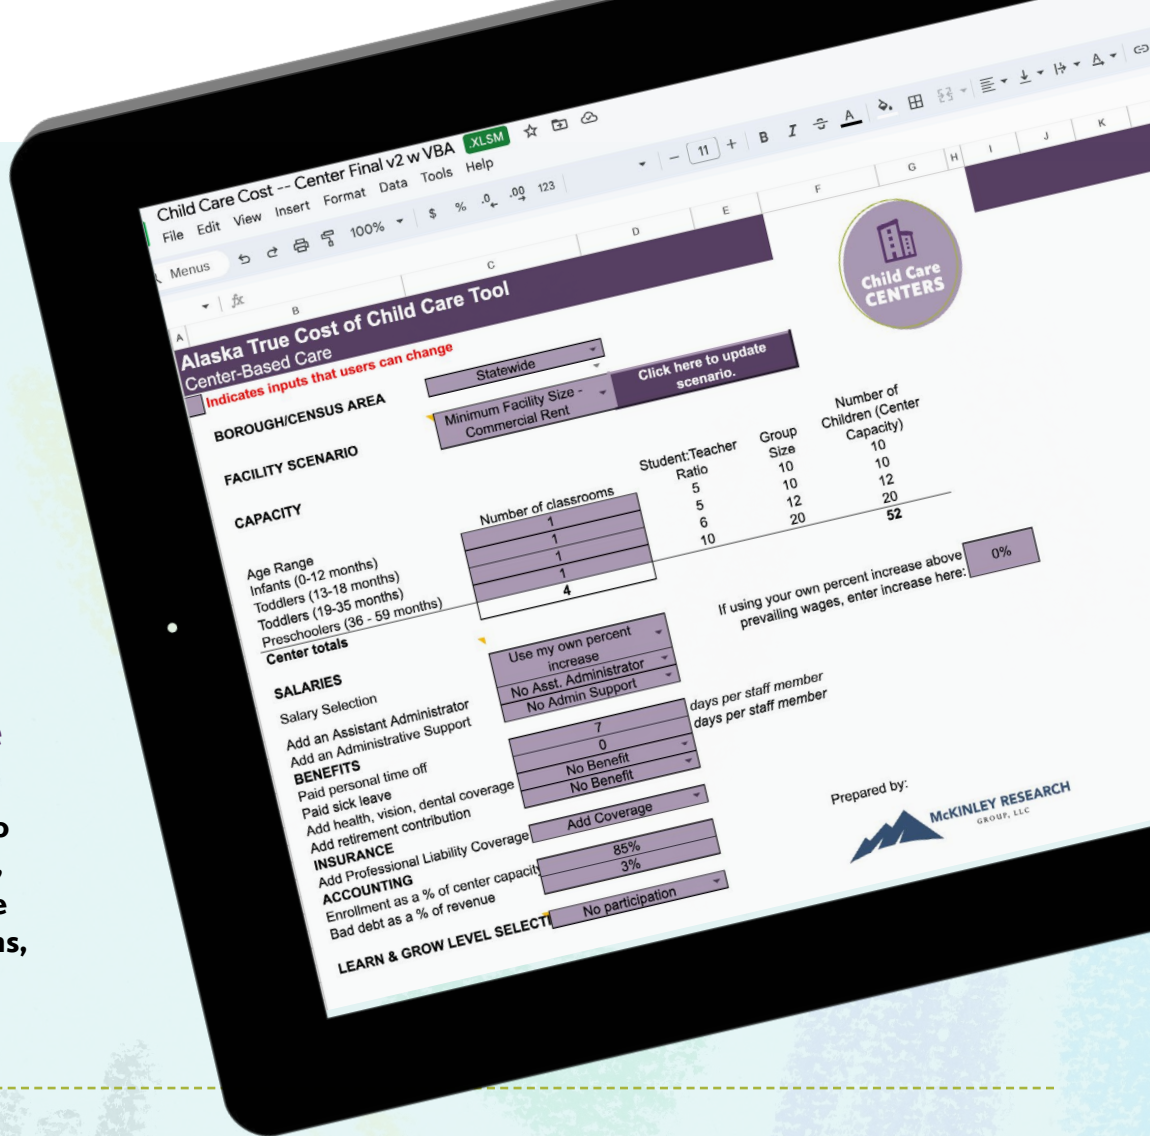 Child Care Cost -- Center Final v2 w VBA .XLSM
File Edit View Insert Format Data Tools Help
Menus 100% $ % .0 .00 123 11 B I A A
fx
A B C D E F G H I J K
Alaska True Cost of Child Care Tool
Center-Based Care
Indicates inputs that users can change
Child Care
CENTERS
BOROUGH/CENSUS AREA Statewide
FACILITY SCENARIO Minimum Facility Size -
Commercial Rent
Click here to update
scenario.
CAPACITY
Number of classrooms
Student:Teacher
Ratio
Group
Size
Number of
Children (Center
Capacity)
Age Range
Infants (0-12 months) 1 5 10 10
Toddlers (13-18 months) 1 5 10 10
Toddlers (19-35 months) 1 6 12 12
Preschoolers (36 - 59 months) 1 10 20 20
Center totals 4 52
SALARIES
Salary Selection Use my own percent
increase
If using your own percent increase above
prevailing wages, enter increase here: 0%
Add an Assistant Administrator No Asst. Administrator
Add an Administrative Support No Admin Support
BENEFITS
Paid personal time off 7 days per staff member
Paid sick leave 0 days per staff member
Add health, vision, dental coverage No Benefit
Add retirement contribution No Benefit
INSURANCE
Add Professional Liability Coverage Add Coverage
ACCOUNTING
Enrollment as a % of center capacity 85%
Bad debt as a % of revenue 3%
LEARN & GROW LEVEL SELECTI No participation
Prepared by:
McKINLEY RESEARCH
GROUP, LLC